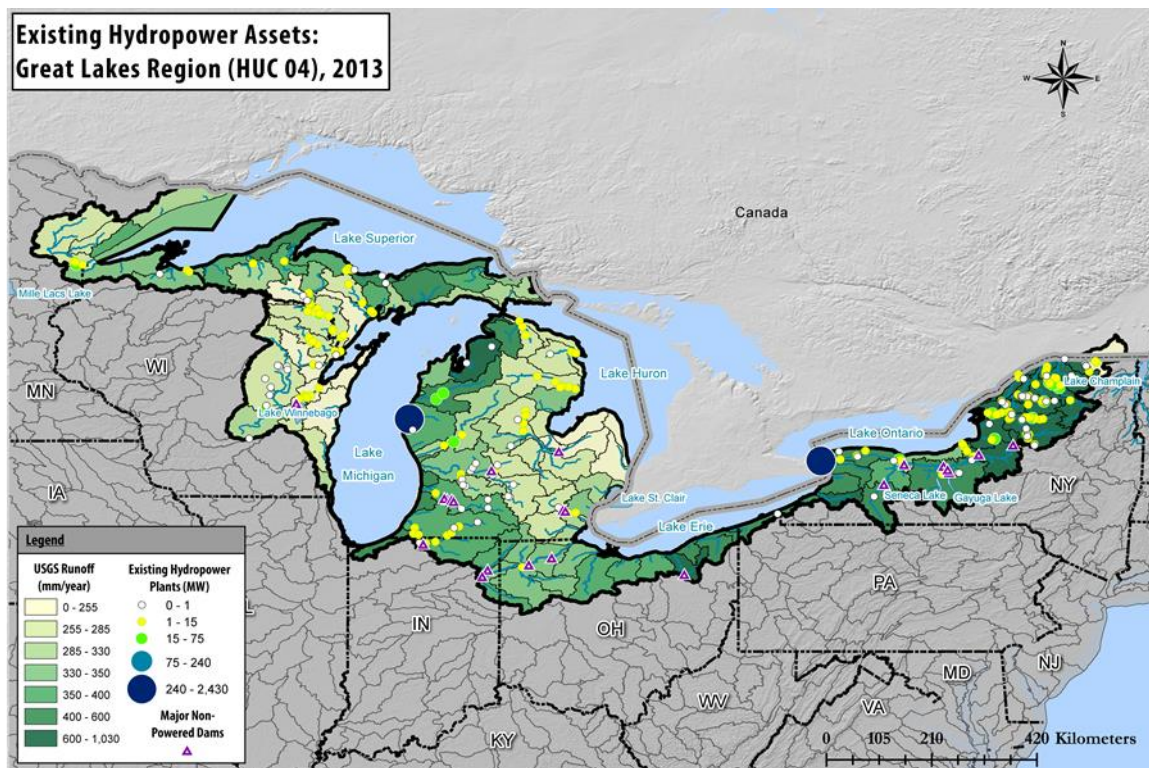 Existing Hydropower Assets:
Great Lakes Region (HUC 04), 2013
N
W
E
S
Canada
Lake Superior
Mille Lacs Lake
WI
MN
Lake Huron
Lake Champlain
Lake Winnebago
Lake Ontario
Lake
Michigan
IA
Lake St. Clair
Seneca Lake
Gayuga Lake
NY
Lake Erie
Legend
USGS Runoff
(mm/year)
0 - 255
255 - 285
285 - 330
330 - 350
350 - 400
400 - 600
600 - 1,030
Existing Hydropower
Plants (MW)
0 - 1
1 - 15
15 - 75
75 - 240
240 - 2,430
Major Non-
Powered Dams
L
IN
OH
PA
NJ
MD
WV
VA
KY
0 105 210 420 Kilometers